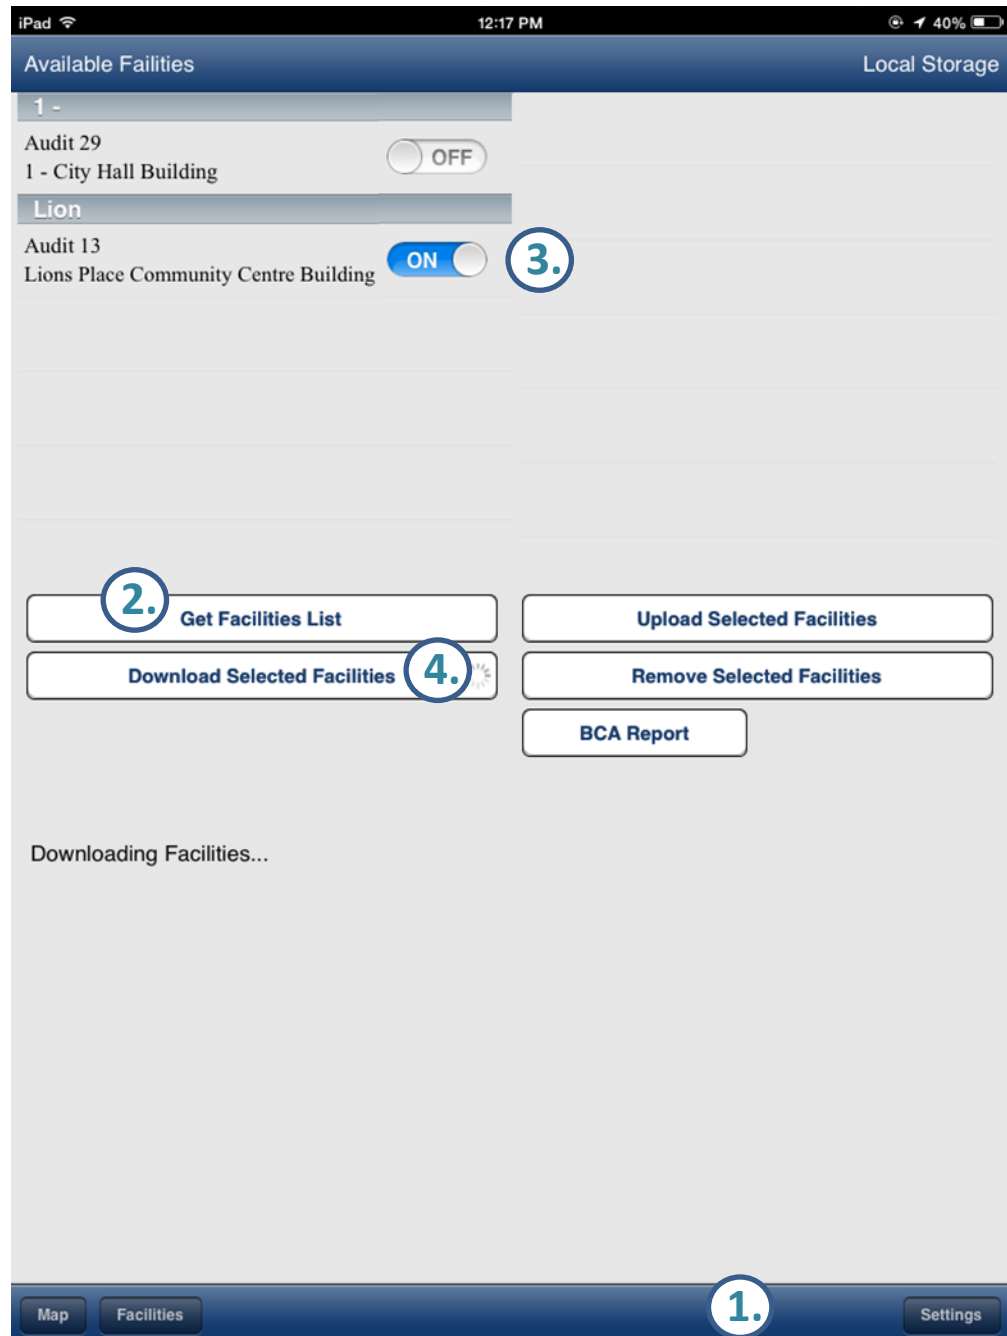 iPad 12:17 PM 40%
Available Failities Local Storage
1 -
Audit 29
1 - City Hall Building
OFF
Lion
Audit 13
Lions Place Community Centre Building
ON
3.
2.
Get Facilities List
Upload Selected Facilities
Download Selected Facilities
4.
Remove Selected Facilities
BCA Report
Downloading Facilities...
1.
Map Facilities Settings